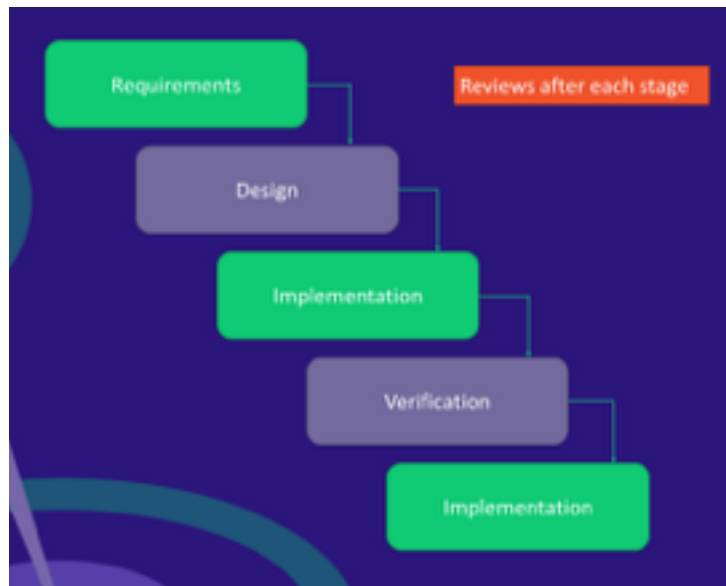 Requirements
Reviews after each stage
Design
Implementation
Verification
Implementation